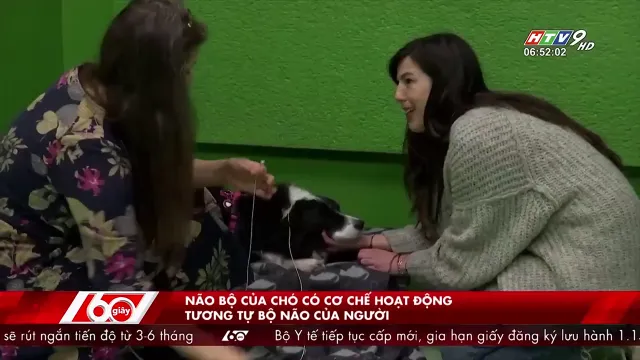 HTV9 HD
06:52:02
60 giây
NÃO BỘ CỦA CHÓ CÓ CƠ CHẾ HOẠT ĐỘNG
TƯƠNG TỰ BỘ NÃO CỦA NGƯỜI
sẽ rút ngắn tiến độ từ 3-6 tháng 60 Bộ Y tế tiếp tục cấp mới, gia hạn giấy đăng ký lưu hành 1.1